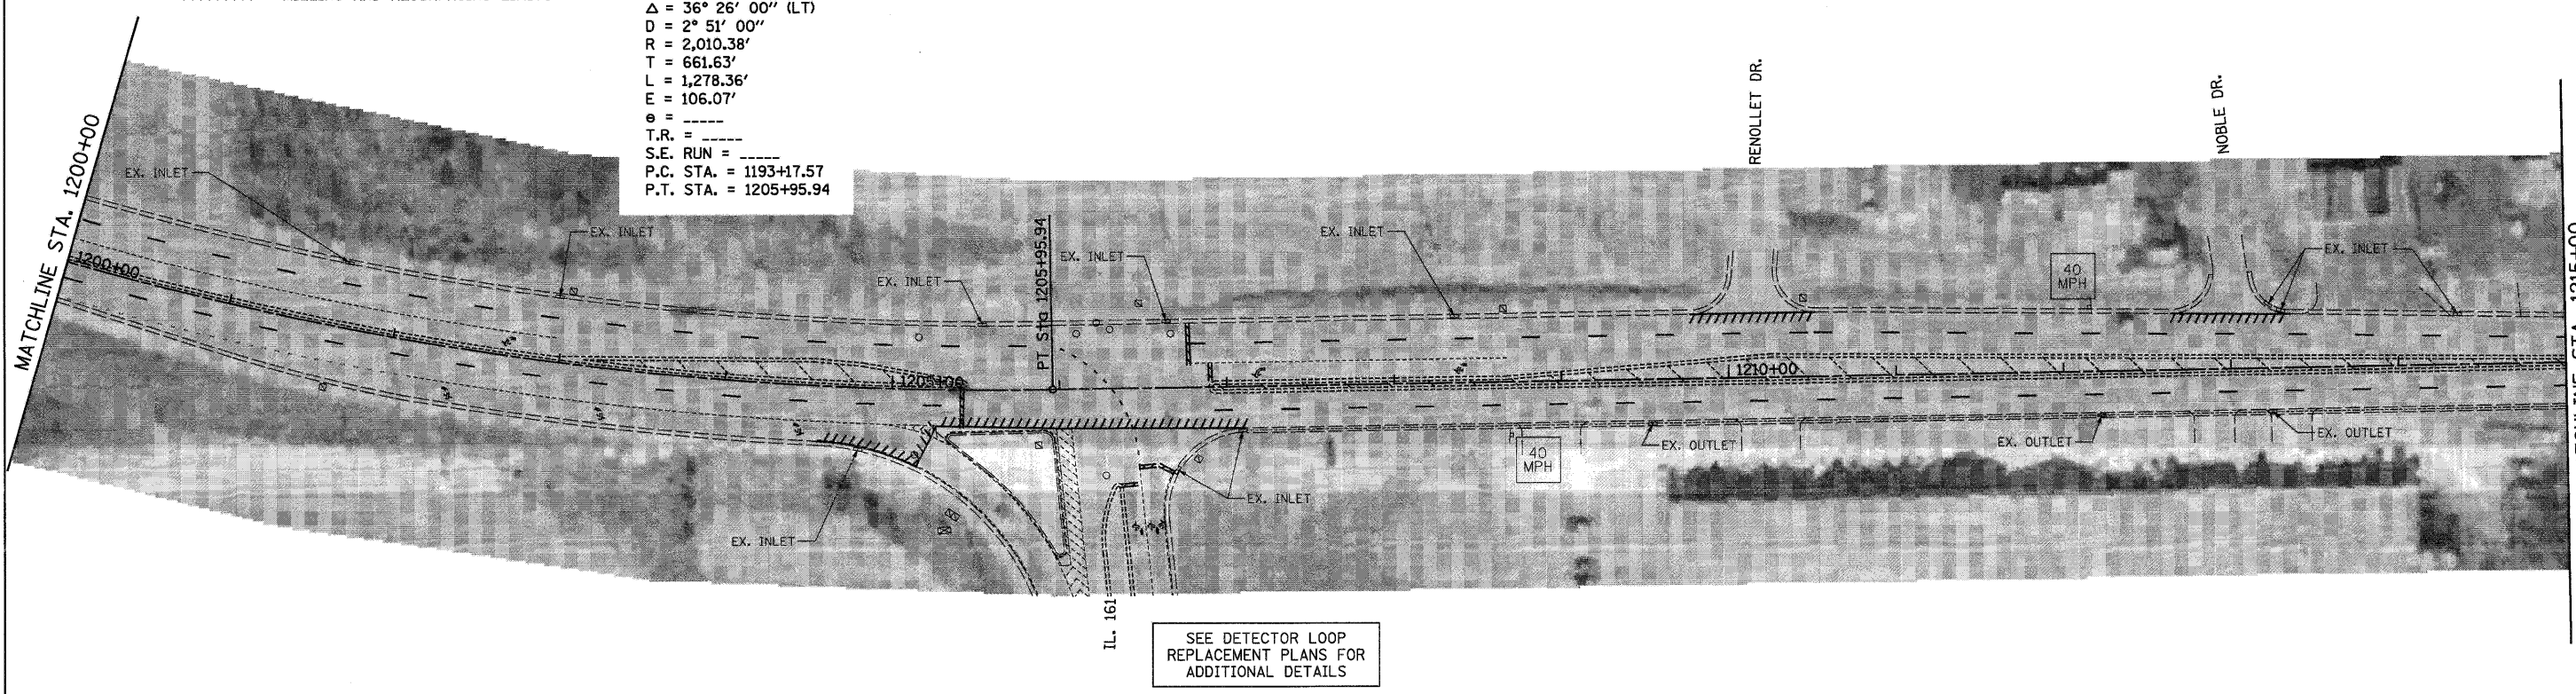 Δ = 36° 26' 00" (LT)
D = 2° 51' 00"
R = 2,010.38'
T = 661.63'
L = 1,278.36'
E = 106.07'
e = _____
T.R. = _____
S.E. RUN = _____
P.C. STA. = 1193+17.57
P.T. STA. = 1205+95.94
MATCHLINE STA. 1200+00
RENOLLET DR.
NOBLE DR.
EX. INLET
EX. INLET
EX. INLET
EX. INLET
EX. INLET
EX. INLET
PT Sta 1205+95.94
1200+00
1205+00
1210+00
40
MPH
40
MPH
EX. OUTLET
EX. OUTLET
EX. OUTLET
EX. INLET
EX. INLET
IL. 161
SEE DETECTOR LOOP
REPLACEMENT PLANS FOR
ADDITIONAL DETAILS